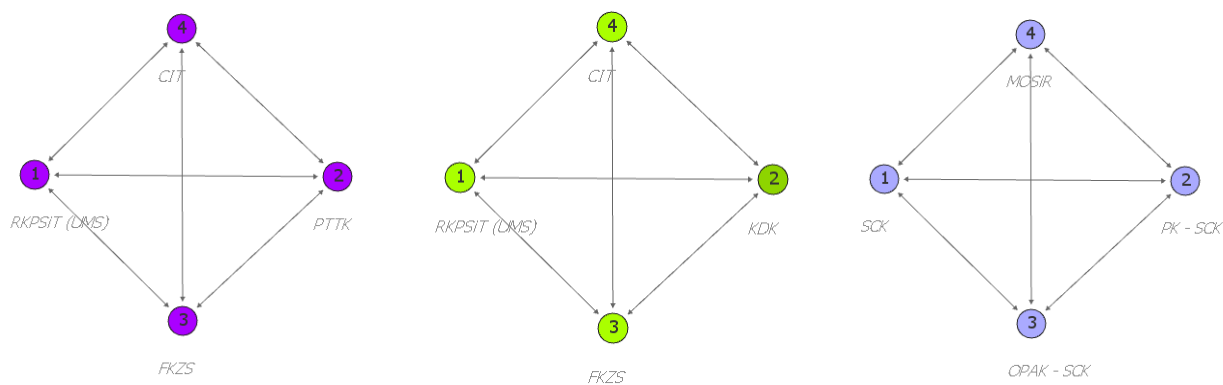 4
CIT
1
2
RKPSiT (UMS)
PTTK
3
FKZS
4
CIT
1
2
RKPSiT (UMS)
KDK
3
FKZS
4
MOSiR
1
2
SCK
PK - SCK
3
OPAK - SCK